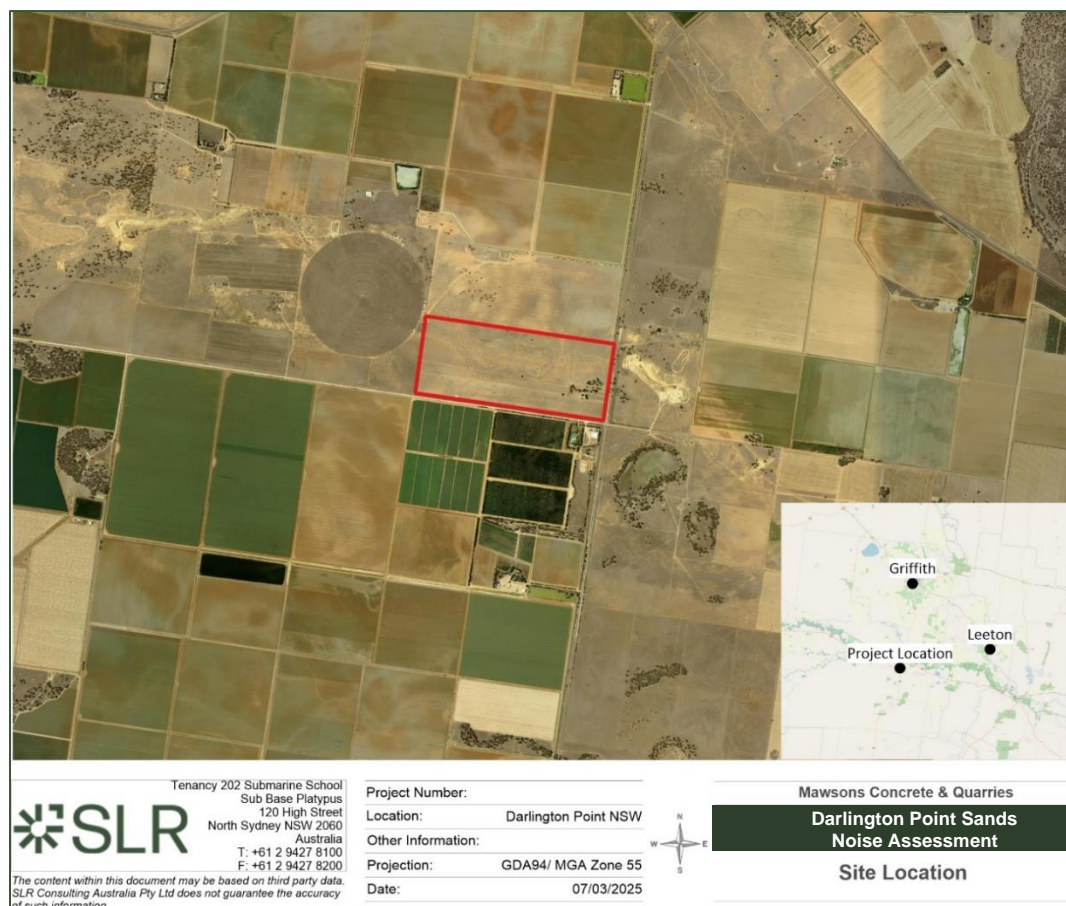 Griffith
Leeton
Project Location
SLR
Tenancy 202 Submarine School
Sub Base Platypus
120 High Street
North Sydney NSW 2060
Australia
T: +61 2 9427 8100
F: +61 2 9427 8200
The content within this document may be based on third party data.
SLR Consulting Australia Pty Ltd does not guarantee the accuracy
of such information
Project Number:
Location: Darlington Point NSW
Other Information:
Projection: GDA94/ MGA Zone 55
Date: 07/03/2025
N
W E
S
Mawsons Concrete & Quarries
Darlington Point Sands
Noise Assessment
Site Location